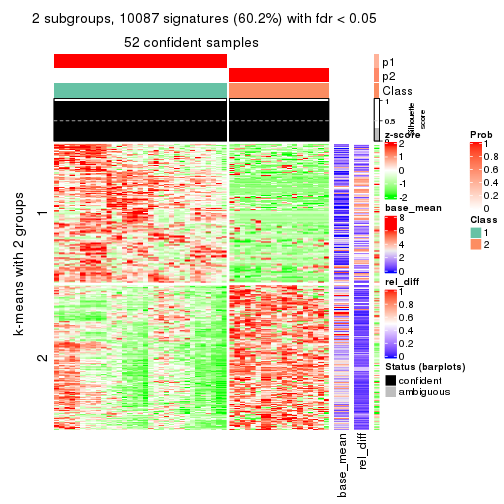 2 subgroups, 10087 signatures (60.2%) with fdr < 0.05
52 confident samples
p1
p2
Class
1
0.5
0
Silhouette
score
k-means with 2 groups
1
2
base_mean
rel_diff
z-score
2
1
0
-1
-2
base_mean
8
6
4
2
0
rel_diff
1
0.8
0.6
0.4
0.2
0
Status (barplots)
confident
ambiguous
Prob
1
0.8
0.6
0.4
0.2
0
Class
1
2